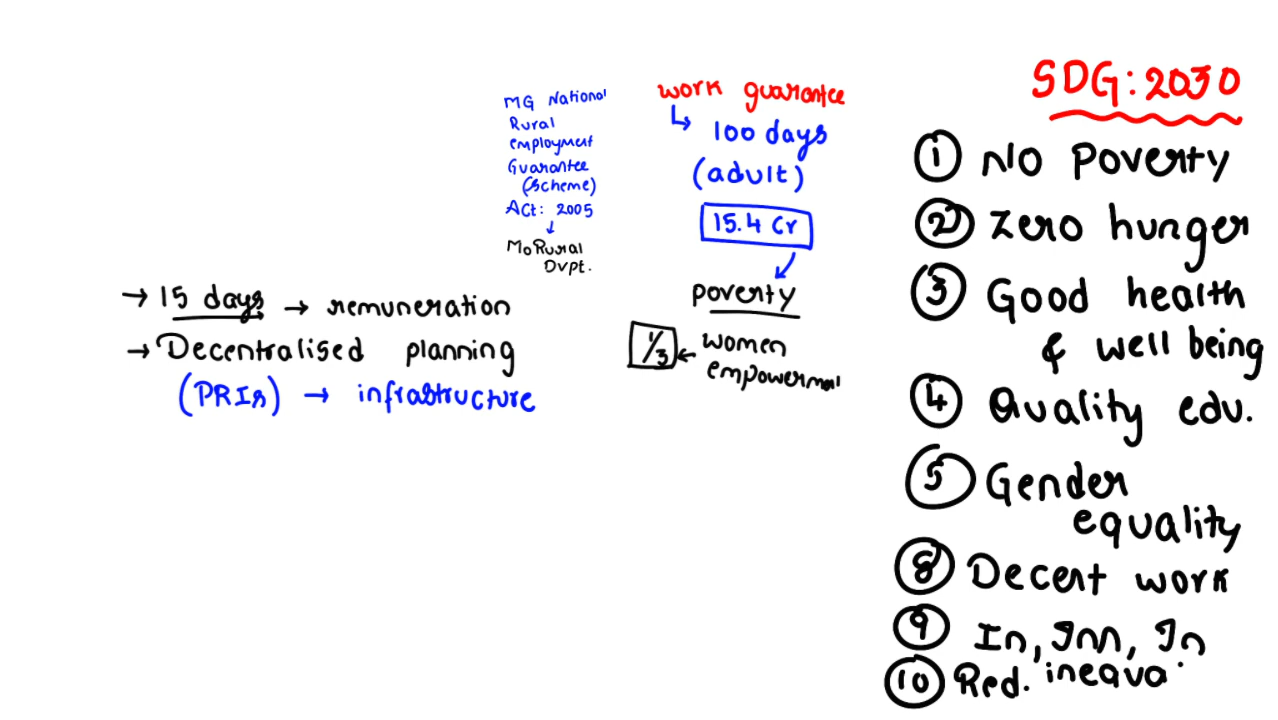 MG National
Rural
employment
Guarantee
(Scheme)
Act: 2005
↓
MoRural
Dvpt.
work guarantee
↳ 100 days
(adult)
15.4 Cr
poverty
1/3 ← women
empowerment
→ 15 days → remuneration
→ Decentralised planning
(PRIs) → infrastructure
SDG: 2030
① No Poverty
② Zero hunger
③ Good health
& well being
④ Quality edu.
⑤ Gender
equality
⑧ Decent work
⑨ In, Inn, In
⑩ Red. inequa